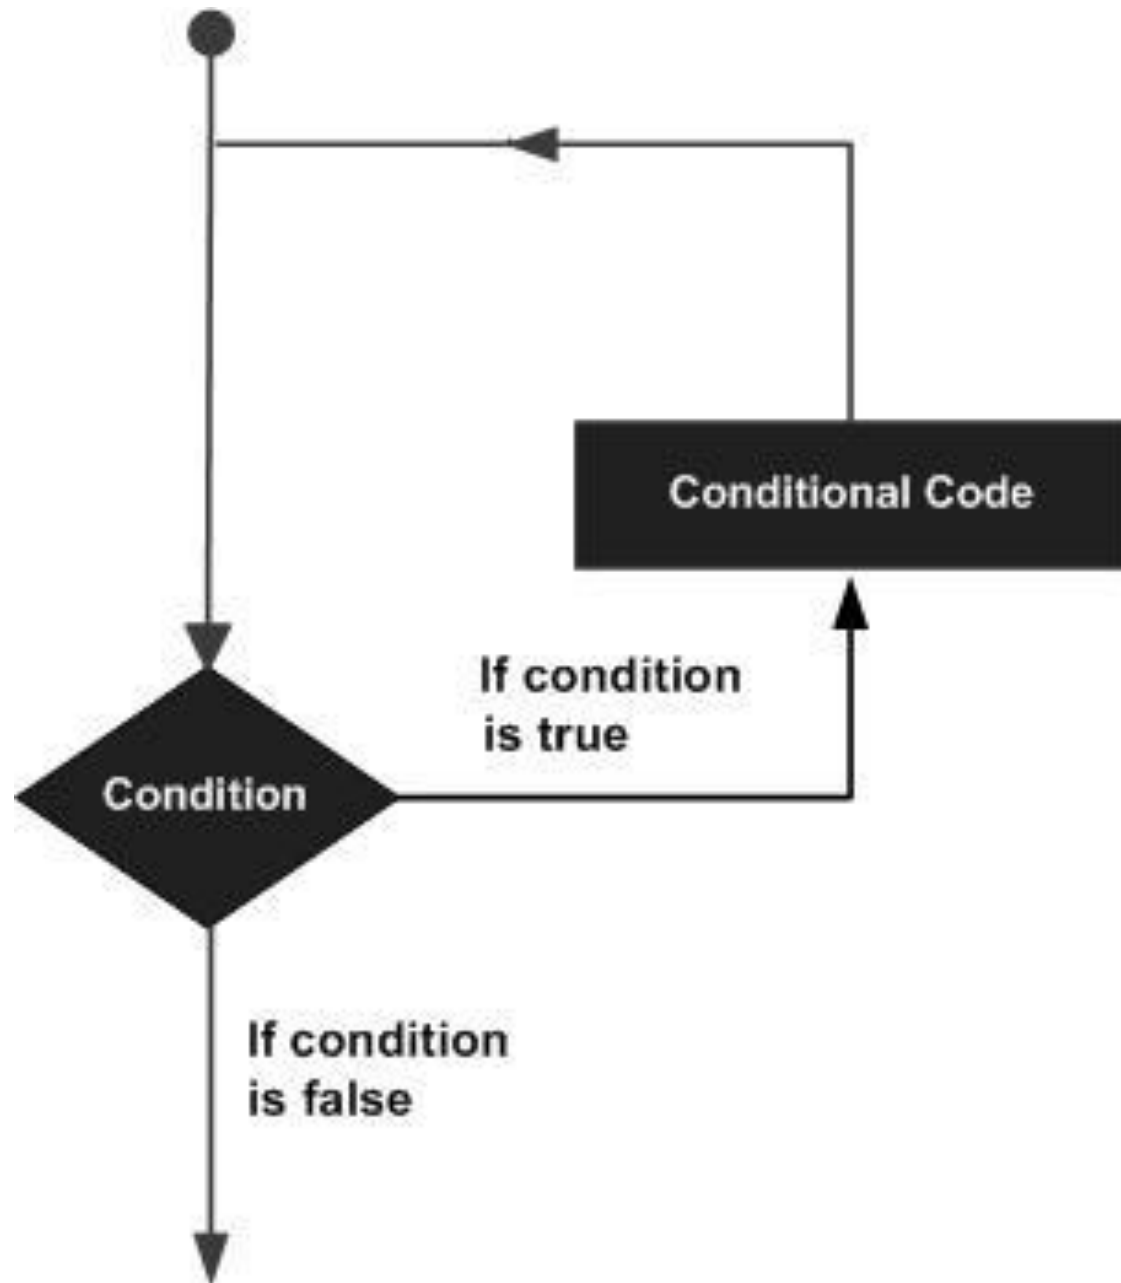 Conditional Code
If condition
is true
Condition
If condition
is false